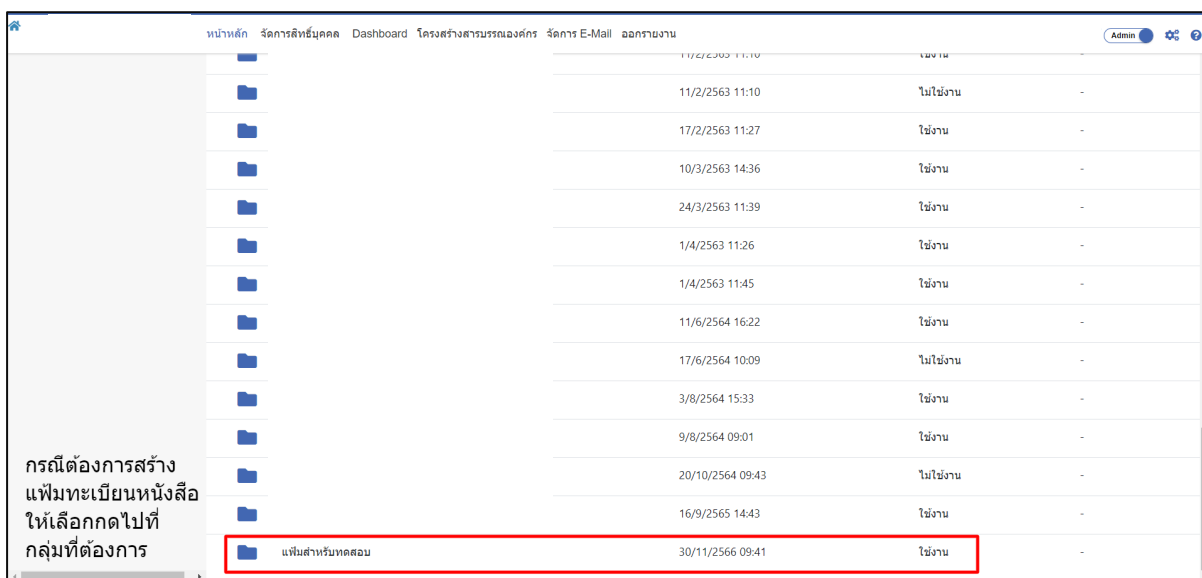 หน้าหลัก จัดการสิทธิ์บุคคล Dashboard โครงสร้างสารบรรณองค์กร จัดการ E-Mail ออกรายงาน Admin
11/2/2563 11:10 ใช้งาน -
11/2/2563 11:10 ไม่ใช้งาน -
17/2/2563 11:27 ใช้งาน -
10/3/2563 14:36 ใช้งาน -
24/3/2563 11:39 ใช้งาน -
1/4/2563 11:26 ใช้งาน -
1/4/2563 11:45 ใช้งาน -
11/6/2564 16:22 ใช้งาน -
17/6/2564 10:09 ไม่ใช้งาน -
3/8/2564 15:33 ใช้งาน -
9/8/2564 09:01 ใช้งาน -
20/10/2564 09:43 ไม่ใช้งาน -
16/9/2565 14:43 ใช้งาน -
แฟ้มสำหรับทดสอบ 30/11/2566 09:41 ใช้งาน -
กรณีต้องการสร้าง
แฟ้มทะเบียนหนังสือ
ให้เลือกกดไปที่
กลุ่มที่ต้องการ